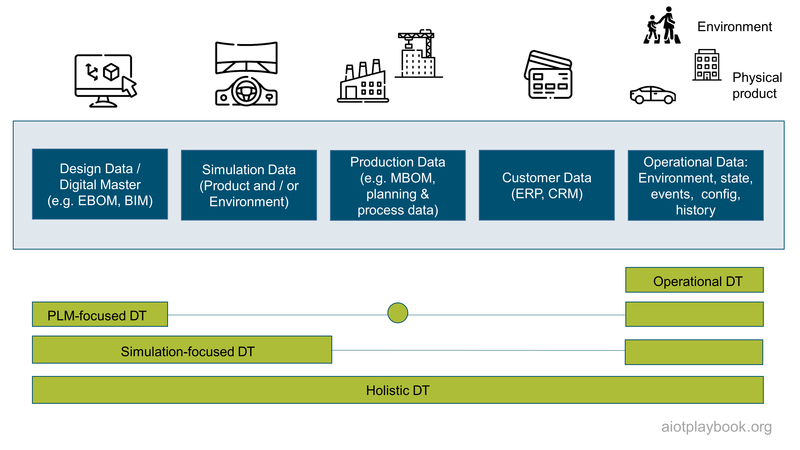 Environment
Physical
product
Design Data /
Digital Master
(e.g. EBOM, BIM)
Simulation Data
(Product and / or
Environment)
Production Data
(e.g. MBOM,
planning &
process data)
Customer Data
(ERP, CRM)
Operational Data:
Environment, state,
events, config,
history
Operational DT
PLM-focused DT
Simulation-focused DT
Holistic DT
aiotplaybook.org